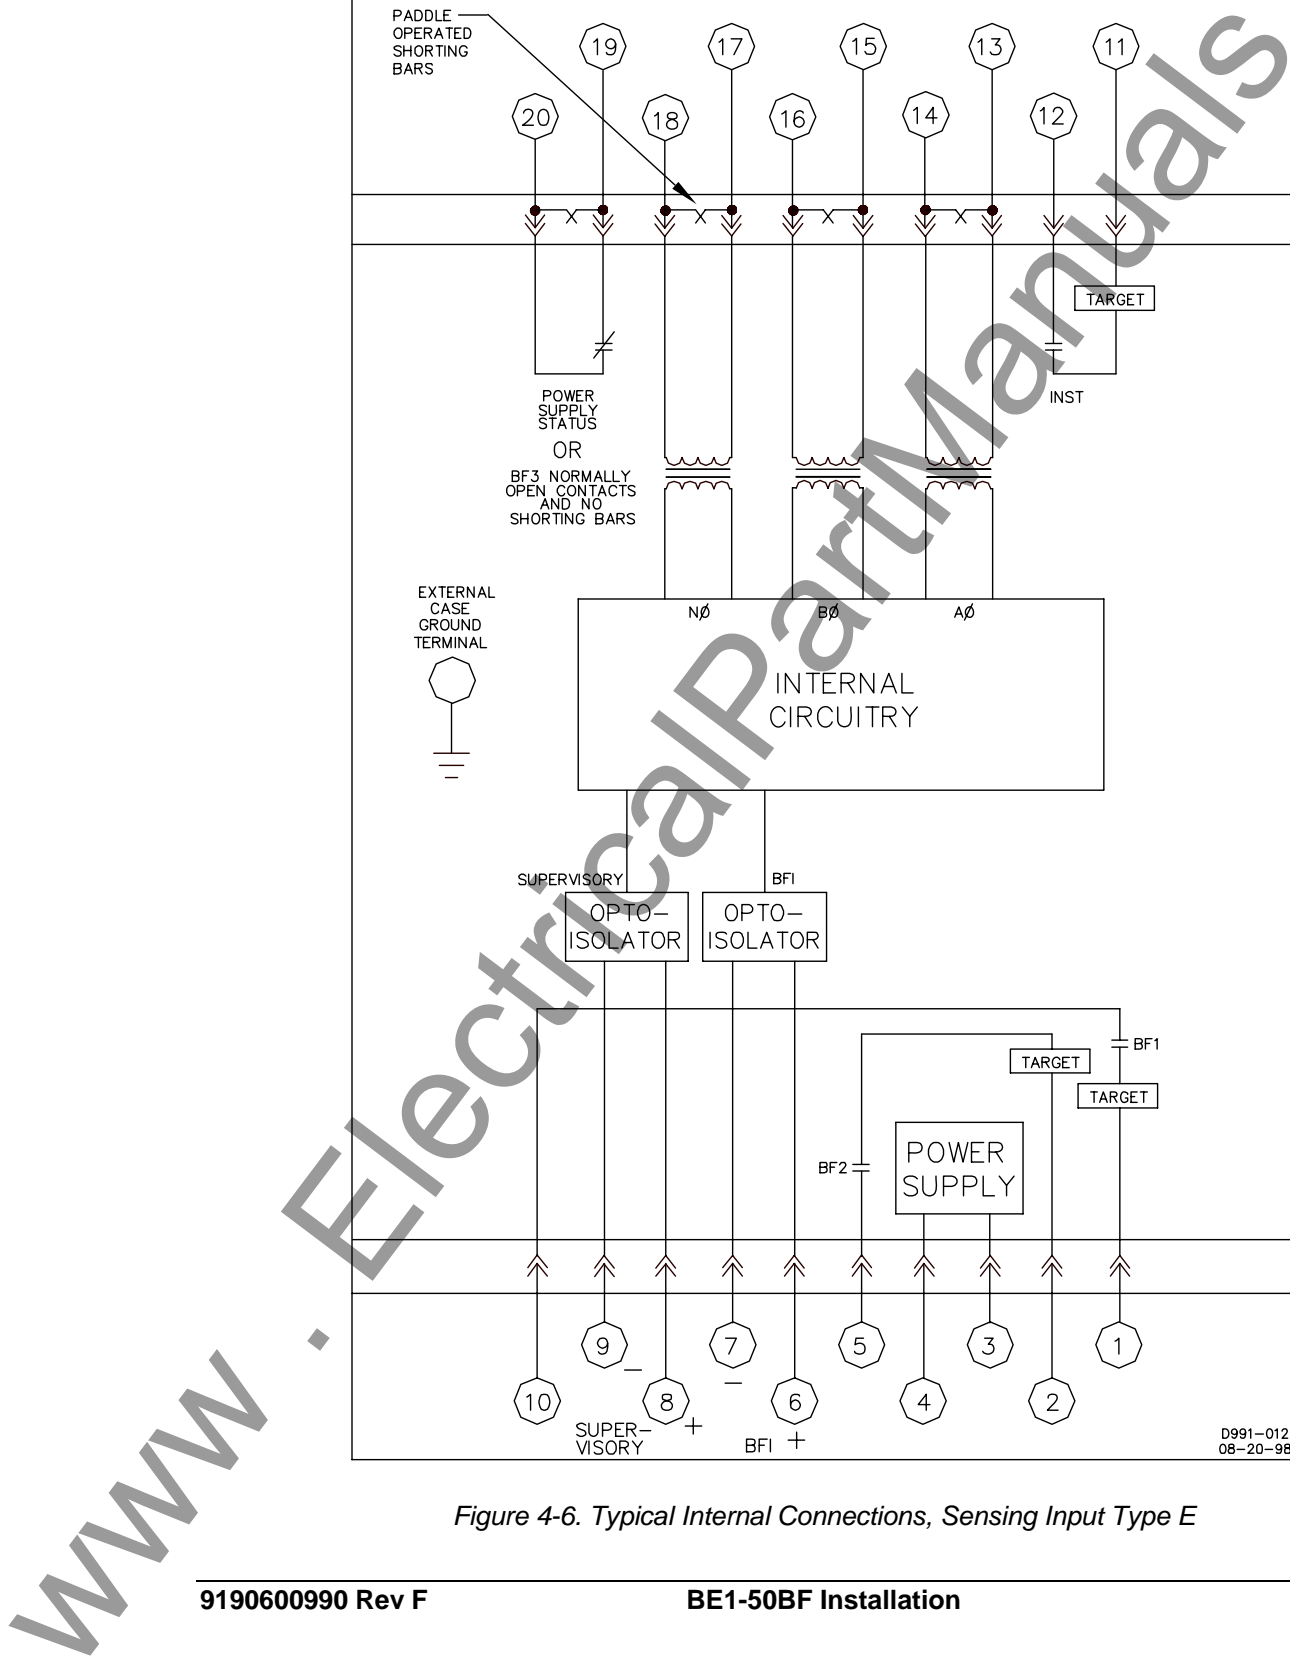 PADDLE
OPERATED
SHORTING
BARS
19
17
15
13
11
20
18
16
14
12
TARGET
INST
POWER
SUPPLY
STATUS
OR
BF3 NORMALLY
OPEN CONTACTS
AND NO
SHORTING BARS
EXTERNAL
CASE
GROUND
TERMINAL
NØ
BØ
AØ
INTERNAL
CIRCUITRY
SUPERVISORY
BFI
OPTO-
ISOLATOR
OPTO-
ISOLATOR
BF1
TARGET
TARGET
BF2
POWER
SUPPLY
9
7
5
3
1
–
–
10
8
6
4
2
SUPER-
VISORY
+
BFI +
D991-012
08-20-98
Figure 4-6. Typical Internal Connections, Sensing Input Type E
9190600990 Rev F
BE1-50BF Installation
www . ElectricalPartManuals